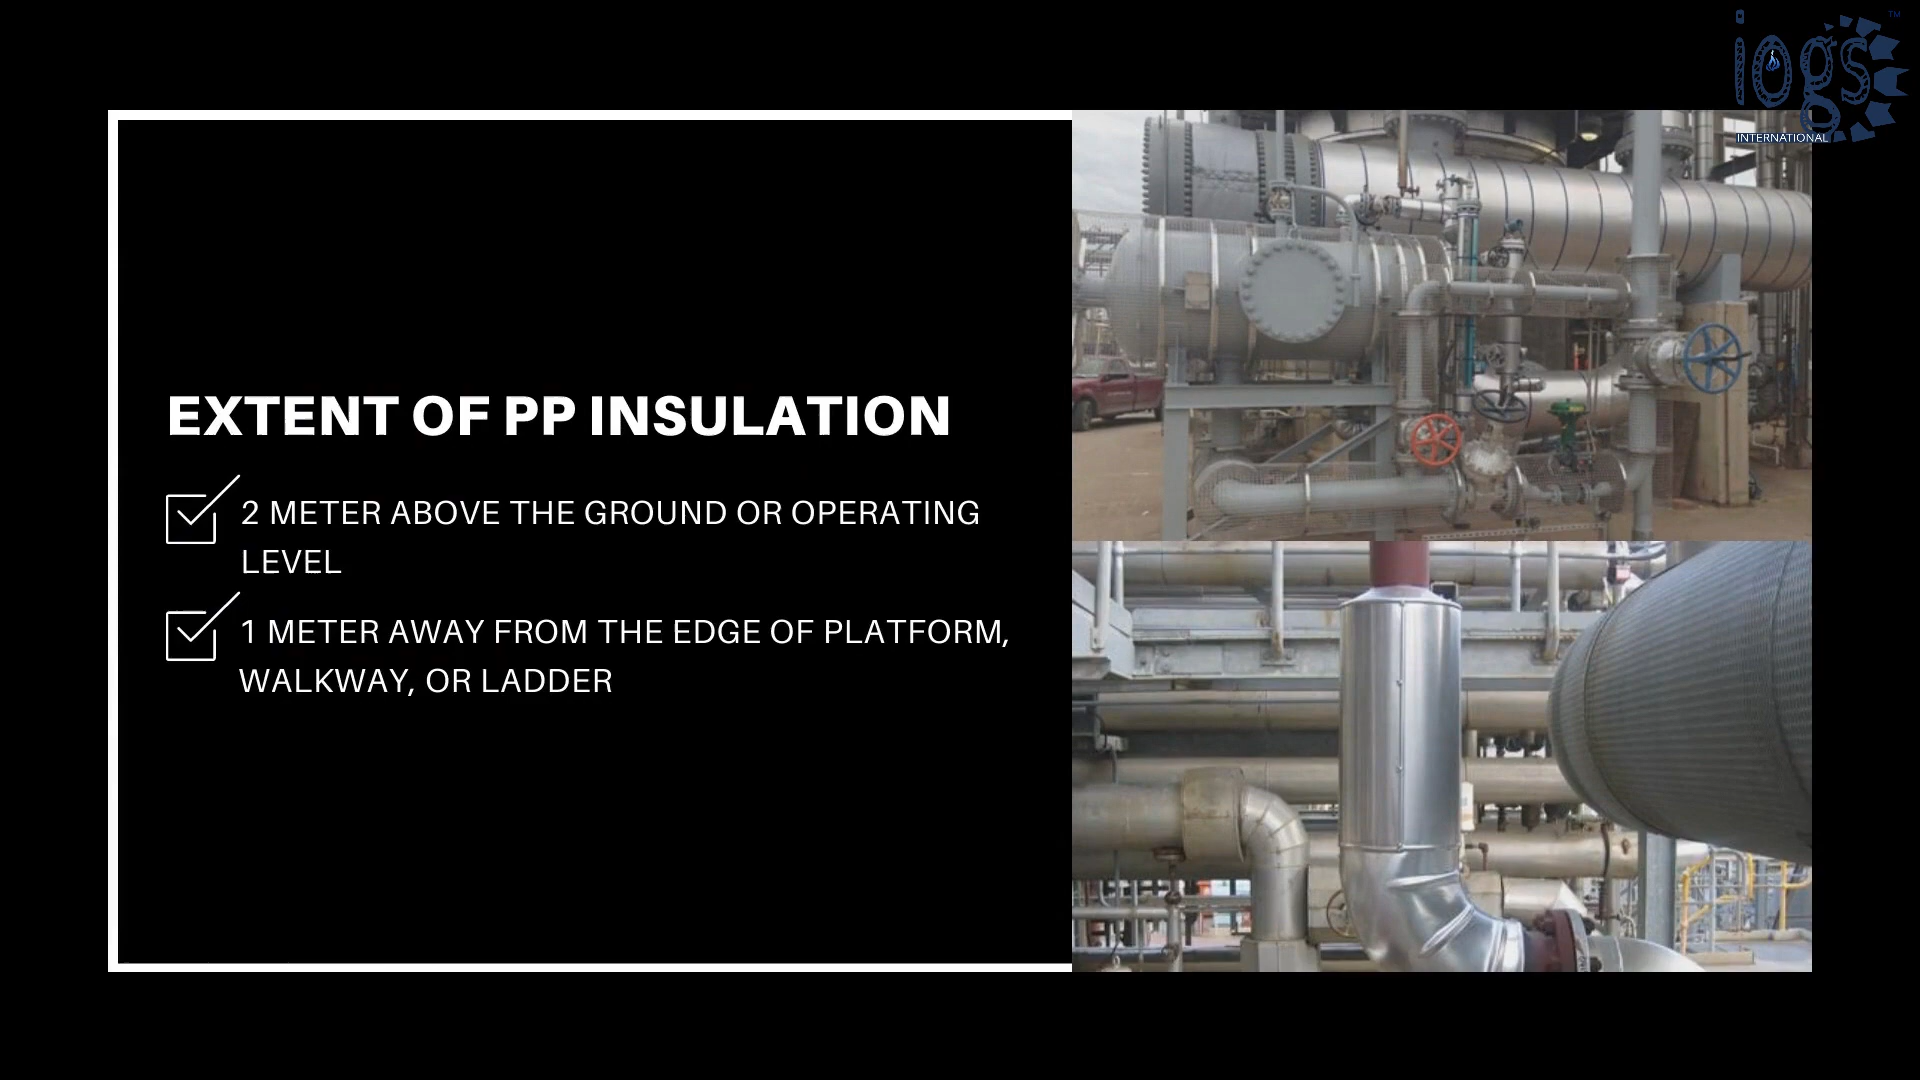 iogs
TM
INTERNATIONAL
EXTENT OF PP INSULATION
2 METER ABOVE THE GROUND OR OPERATING
LEVEL
1 METER AWAY FROM THE EDGE OF PLATFORM,
WALKWAY, OR LADDER